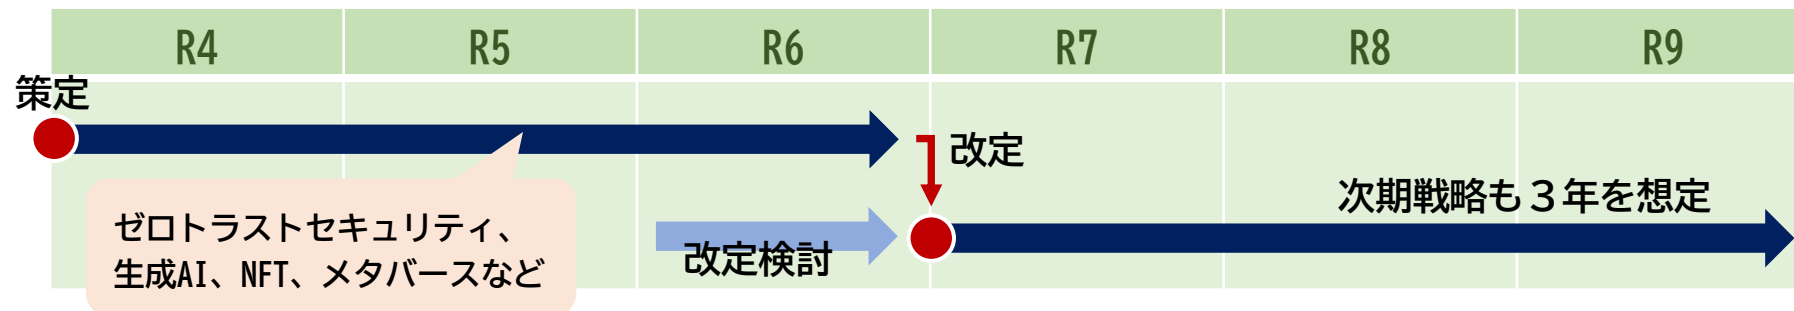 R4 R5 R6 R7 R8 R9
策定
改定
次期戦略も３年を想定
ゼロトラストセキュリティ、
生成AI、NFT、メタバースなど
改定検討